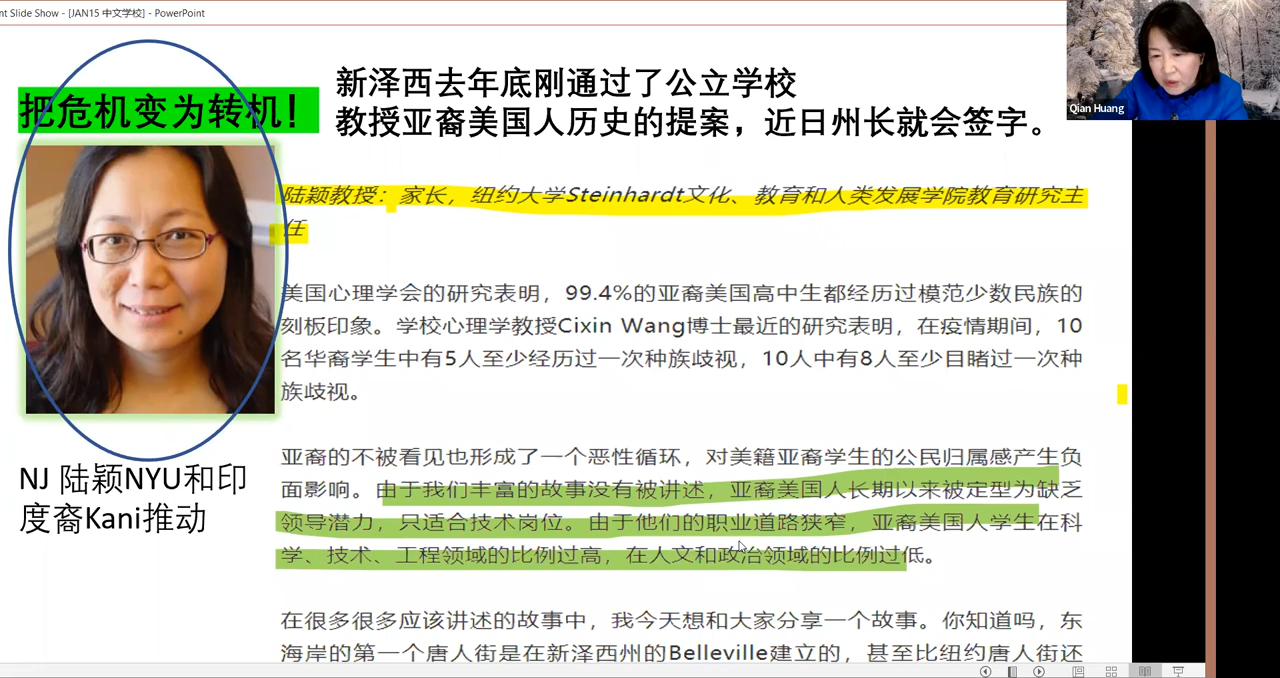 nt Slide Show - [JAN15 中文学校] - PowerPoint
Qian Huang
把危机变为转机！
新泽西去年底刚通过了公立学校
教授亚裔美国人历史的提案，近日州长就会签字。
陆颖教授：家长，纽约大学Steinhardt文化、教育和人类发展学院教育研究主
任
美国心理学会的研究表明，99.4%的亚裔美国高中生都经历过模范少数民族的
刻板印象。学校心理学教授Cixin Wang博士最近的研究表明，在疫情期间，10
名华裔学生中有5人至少经历过一次种族歧视，10人中有8人至少目睹过一次种
族歧视。
亚裔的不被看见也形成了一个恶性循环，对美籍亚裔学生的公民归属感产生负
面影响。由于我们丰富的故事没有被讲述，亚裔美国人长期以来被定型为缺乏
领导潜力，只适合技术岗位。由于他们的职业道路狭窄，亚裔美国人学生在科
学、技术、工程领域的比例过高，在人文和政治领域的比例过低。
在很多很多应该讲述的故事中，我今天想和大家分享一个故事。你知道吗，东
海岸的第一个唐人街是在新泽西州的Belleville建立的，甚至比纽约唐人街还
NJ 陆颖NYU和印
度裔Kani推动